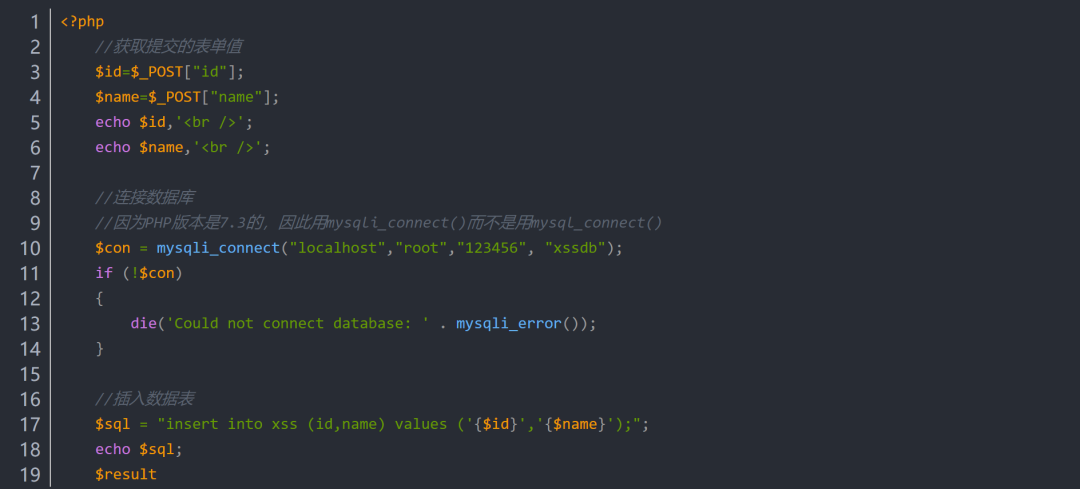 1 <?php
2 //获取提交的表单值
3 $id=$_POST["id"];
4 $name=$_POST["name"];
5 echo $id,'<br />';
6 echo $name,'<br />';
7
8 //连接数据库
9 //因为PHP版本是7.3的，因此用mysqli_connect()而不是用mysql_connect()
10 $con = mysqli_connect("localhost","root","123456", "xssdb");
11 if (!$con)
12 {
13 die('Could not connect database: ' . mysqli_error());
14 }
15
16 //插入数据表
17 $sql = "insert into xss (id,name) values ('{$id}','{$name}');";
18 echo $sql;
19 $result